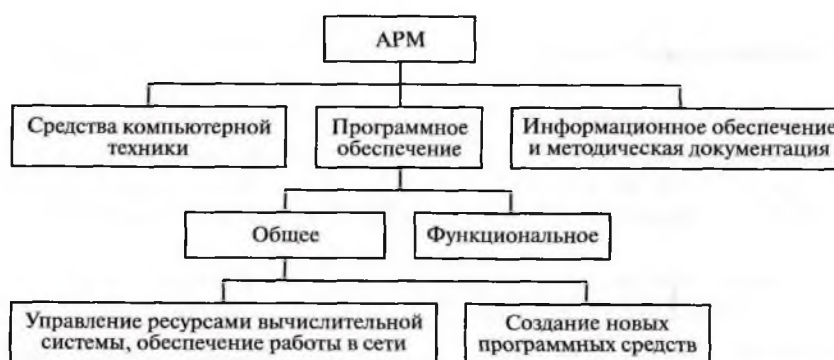 АРМ
Средства компьютерной
техники
Программное
обеспечение
Информационное обеспечение
и методическая документация
Общее
Функциональное
Управление ресурсами вычислительной
системы, обеспечение работы в сети
Создание новых
программных средств